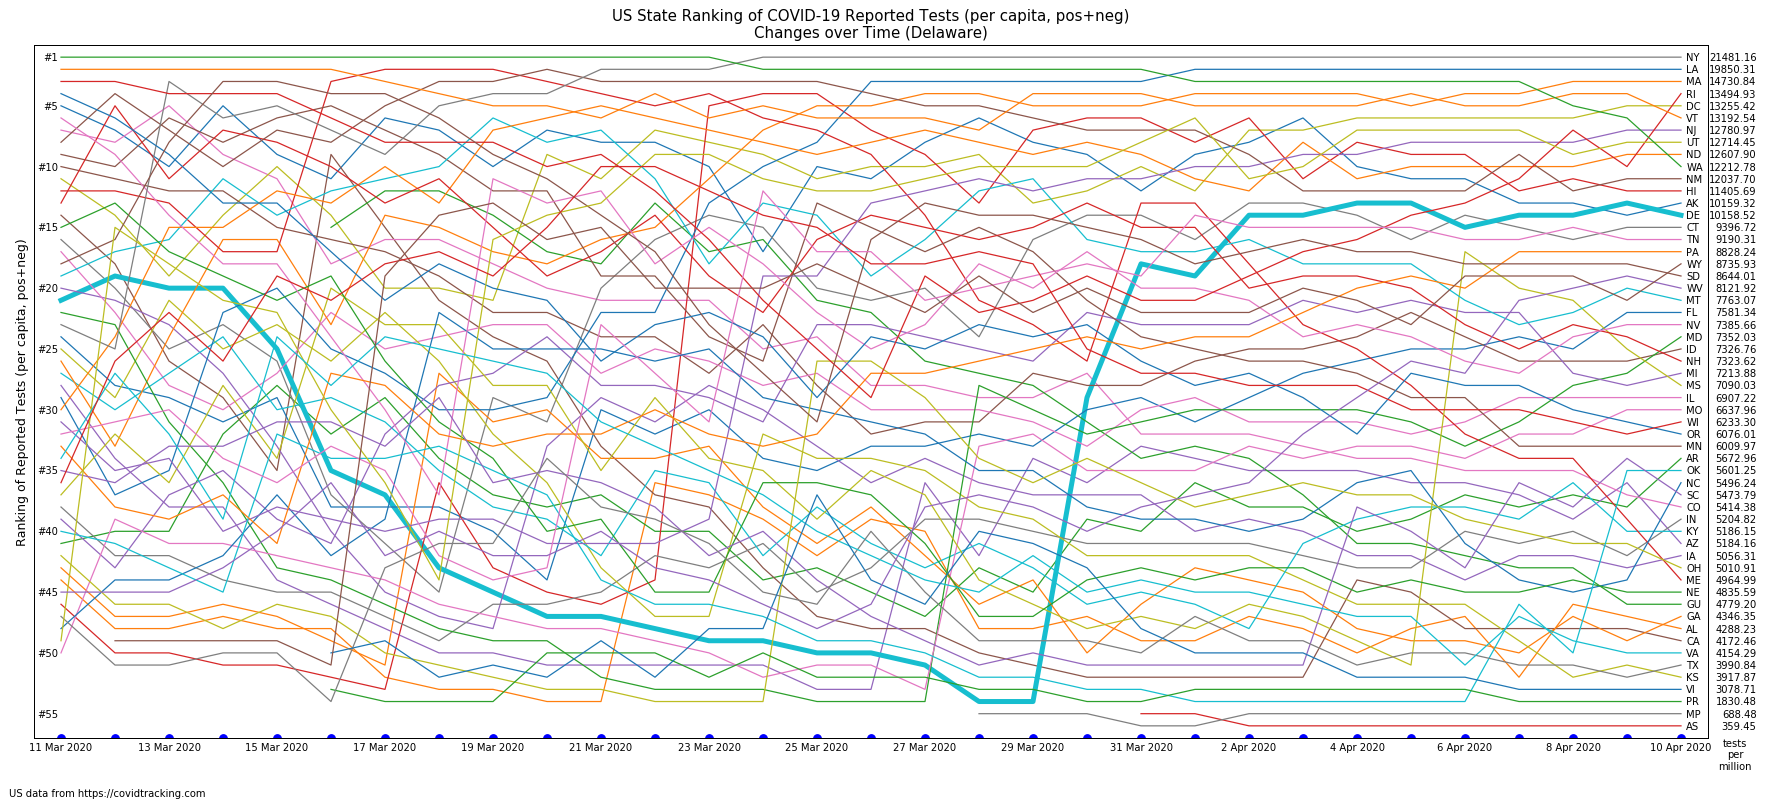 US State Ranking of COVID-19 Reported Tests (per capita, pos+neg)
Changes over Time (Delaware)
Ranking of Reported Tests (per capita, pos+neg)
#1
#5
#10
#15
#20
#25
#30
#35
#40
#45
#50
#55
NY 21481.16
LA 19850.31
MA 14730.84
RI 13494.93
DC 13255.42
VT 13192.54
NJ 12780.97
UT 12714.45
ND 12607.90
WA 12212.78
NM 12037.70
HI 11405.69
AK 10159.32
DE 10158.52
CT 9396.72
TN 9190.31
PA 8828.24
WY 8735.93
SD 8644.01
WV 8121.92
MT 7763.07
FL 7581.34
NV 7385.66
MD 7352.03
ID 7326.76
NH 7323.62
MI 7213.88
MS 7090.03
IL 6907.22
MO 6637.96
WI 6233.30
OR 6076.01
MN 6009.97
AR 5672.96
OK 5601.25
NC 5496.24
SC 5473.79
CO 5414.38
IN 5204.82
KY 5186.15
AZ 5184.16
IA 5056.31
OH 5010.91
ME 4964.99
NE 4835.59
GU 4779.20
GA 4346.35
AL 4288.23
CA 4172.46
VA 4154.29
TX 3990.84
KS 3917.87
VI 3078.71
PR 1830.48
MP 688.48
AS 359.45
11 Mar 2020
13 Mar 2020
15 Mar 2020
17 Mar 2020
19 Mar 2020
21 Mar 2020
23 Mar 2020
25 Mar 2020
27 Mar 2020
29 Mar 2020
31 Mar 2020
2 Apr 2020
4 Apr 2020
6 Apr 2020
8 Apr 2020
10 Apr 2020
tests
per
million
US data from https://covidtracking.com